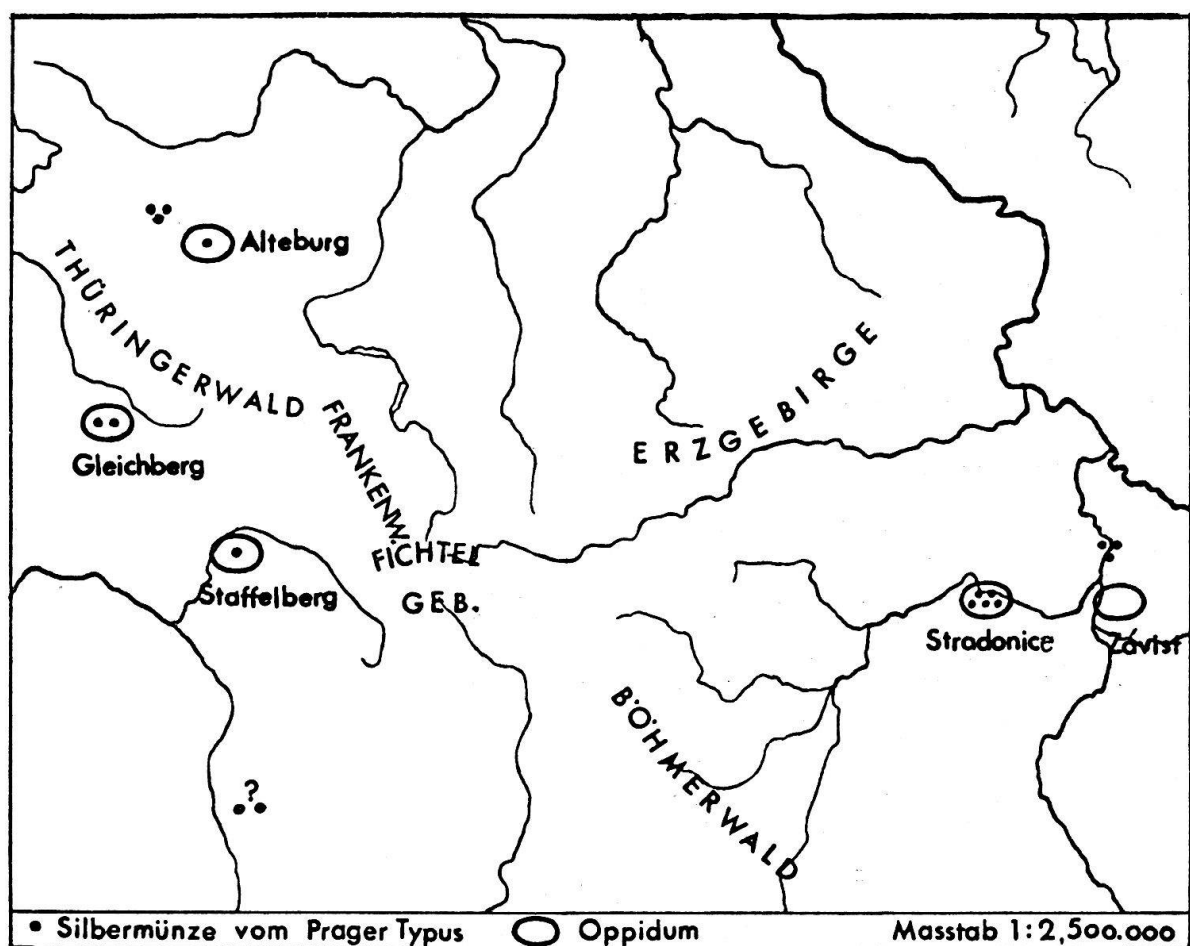 Alteburg
THÜRINGERWALD
FRANKENW.
ERZGEBIRGE
Gleichberg
Staffelberg
FICHTEL
GEB.
Stradonice
Závist
BÖHMERWALD
?
Silbermünze vom Prager Typus Oppidum Masstab 1:2,500.000